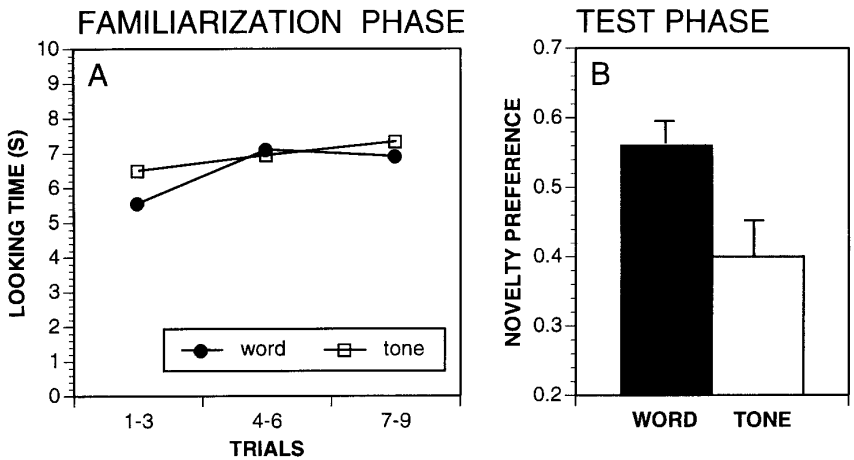 FAMILIARIZATION PHASE
A
LOOKING TIME (S)
10
9
8
7
6
5
4
3
2
1
0
word
tone
1-3
4-6
7-9
TRIALS
TEST PHASE
B
NOVELTY PREFERENCE
0.7
0.6
0.5
0.4
0.3
0.2
WORD
TONE